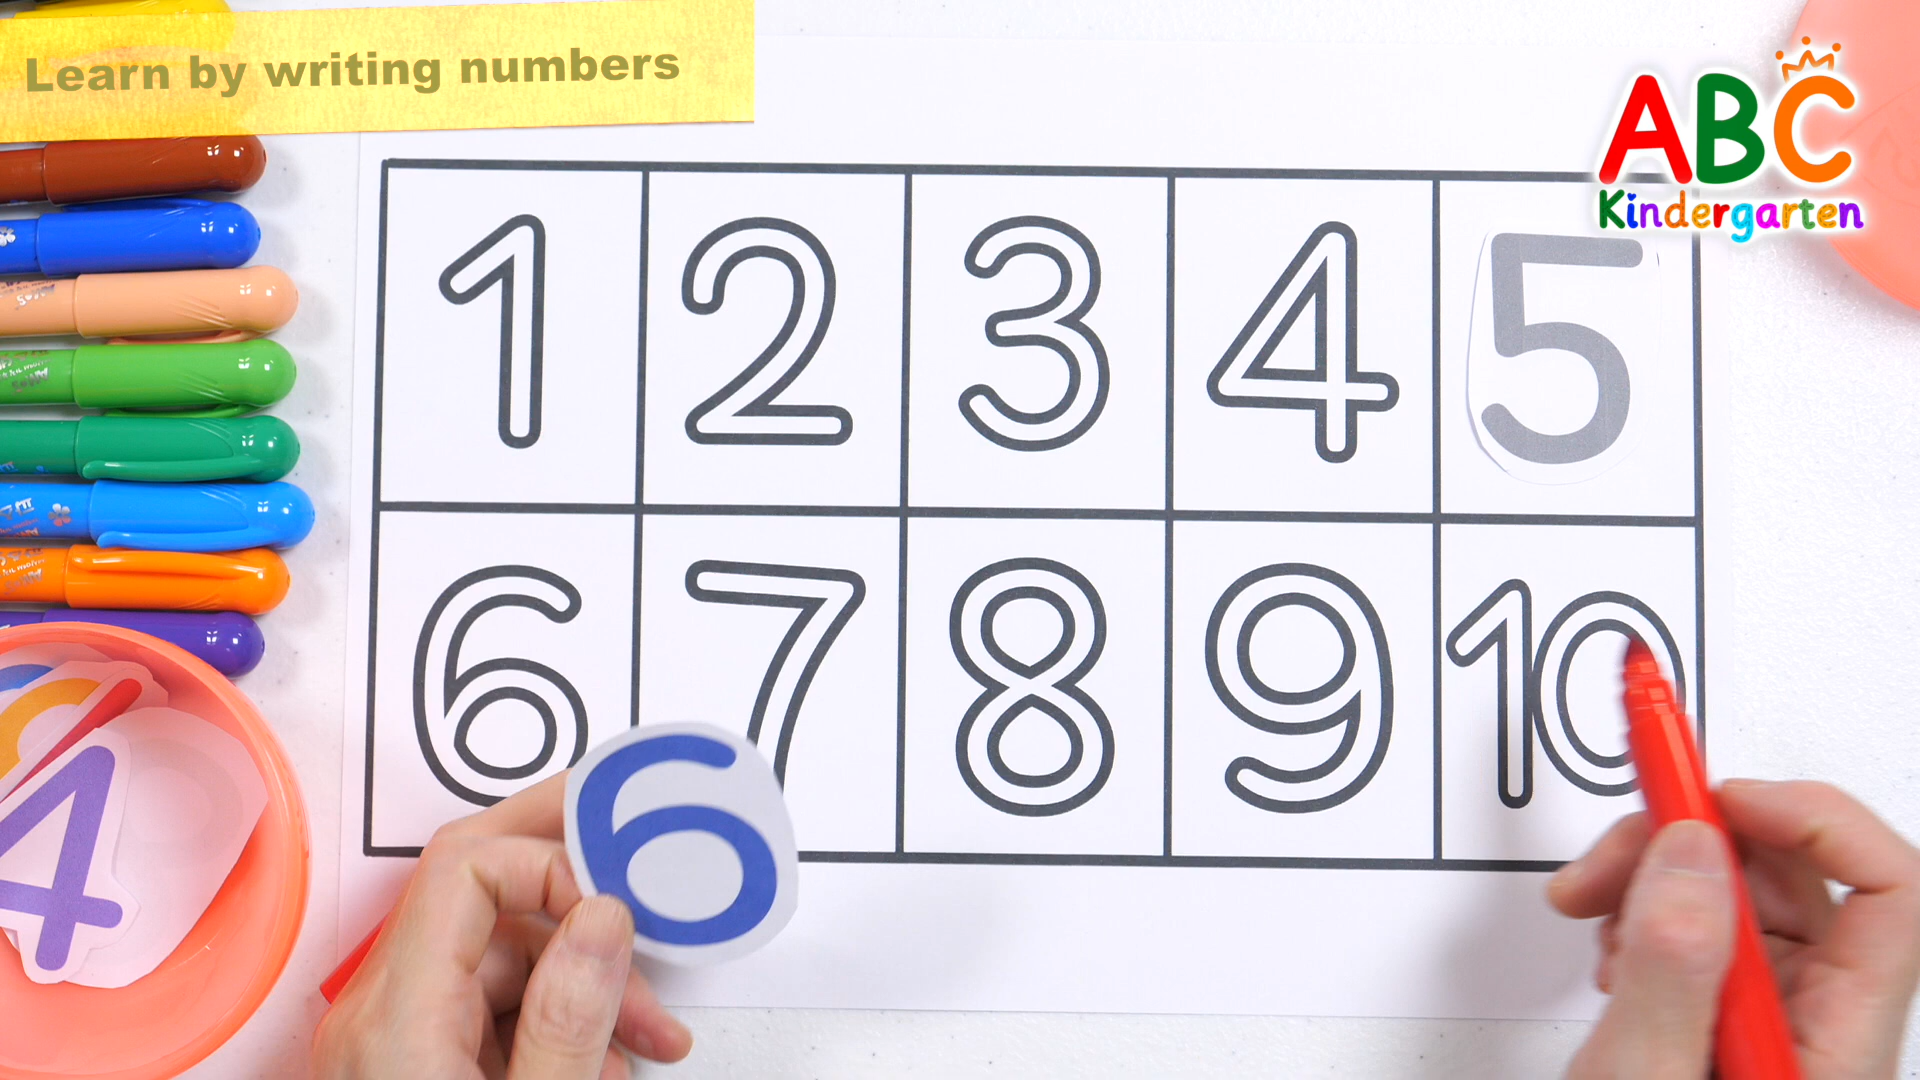 Learn by writing numbers
ABC
Kindergarten
1 2 3 4 5
6 7 8 9 10
6
4